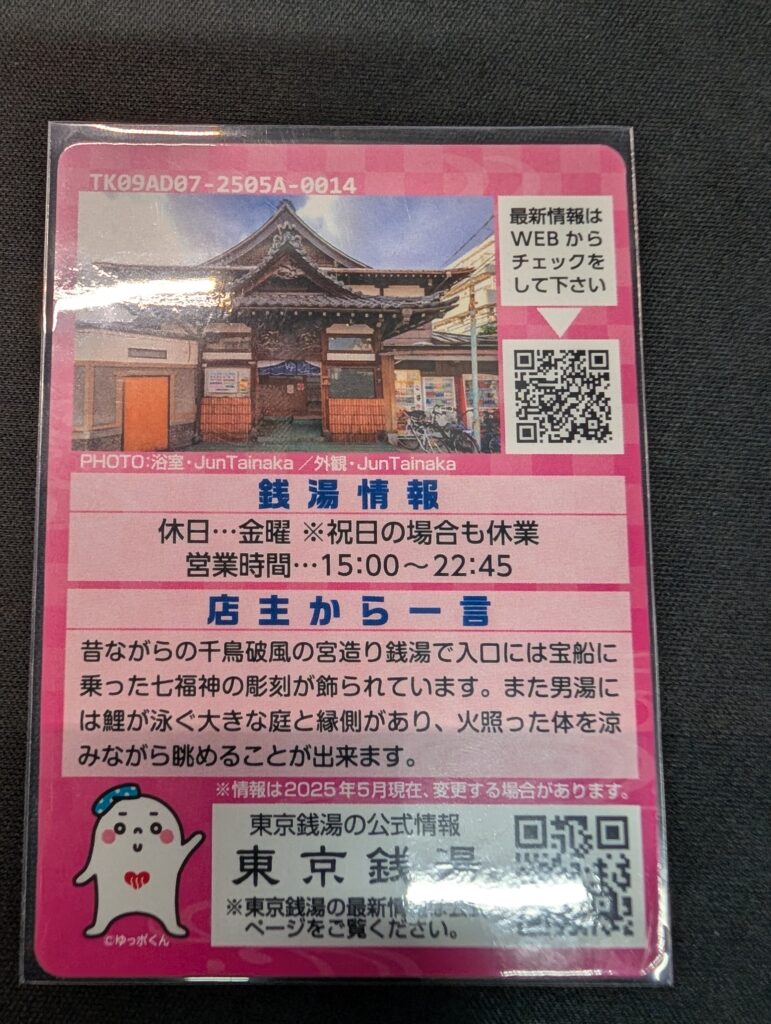 TK09AD07-2505A-0014
最新情報は
WEBから
チェックを
して下さい
PHOTO:浴室・JunTainaka／外観・JunTainaka
銭湯情報
休日…金曜 ※祝日の場合も休業
営業時間…15:00～22:45
店主から一言
昔ながらの千鳥破風の宮造り銭湯で入口には宝船に
乗った七福神の彫刻が飾られています。また男湯に
は鯉が泳ぐ大きな庭と縁側があり、火照った体を涼
みながら眺めることが出来ます。
※情報は2025年5月現在、変更する場合があります。
東京銭湯の公式情報
東京銭湯
※東京銭湯の最新情報は公式
ページをご覧ください。
©ゆっポくん